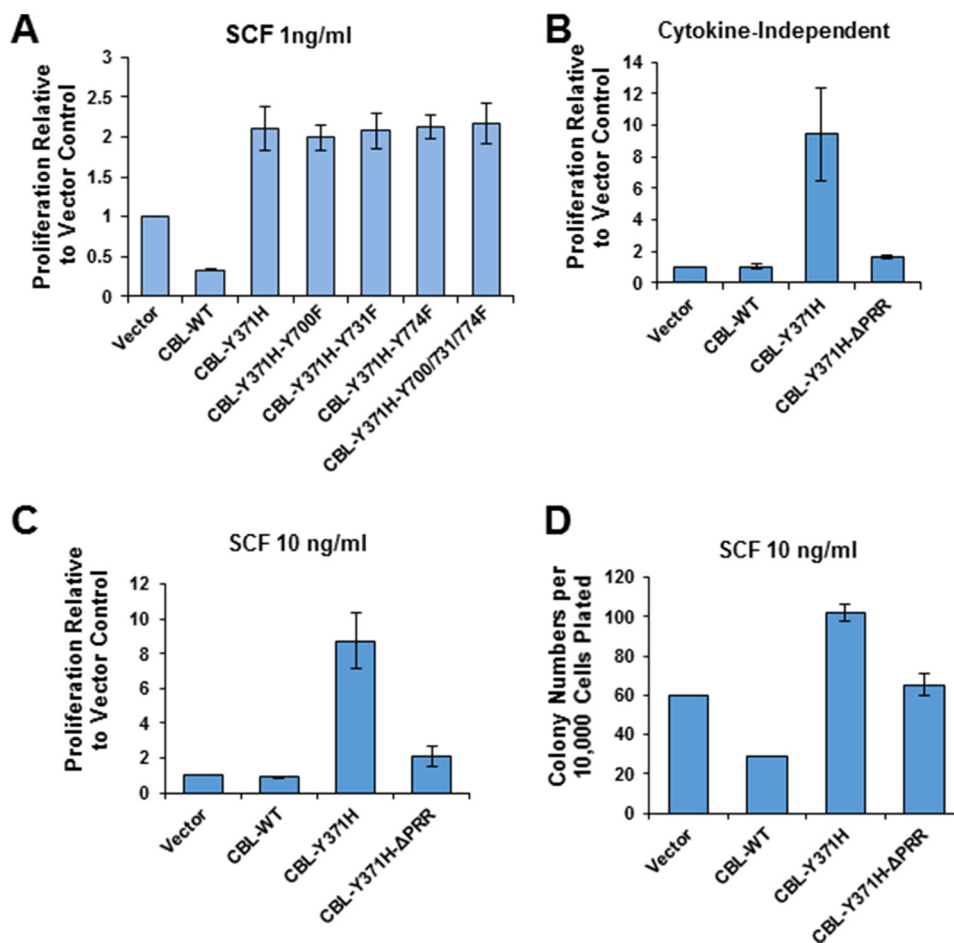 A
SCF 1ng/ml
Proliferation Relative
to Vector Control
3
2.5
2
1.5
1
0.5
0
Vector
CBL-WT
CBL-Y371H
CBL-Y371H-Y700F
CBL-Y371H-Y731F
CBL-Y371H-Y774F
CBL-Y371H-Y700/731/774F
B
Cytokine-Independent
Proliferation Relative
to Vector Control
14
12
10
8
6
4
2
0
Vector
CBL-WT
CBL-Y371H
CBL-Y371H-ΔPRR
C
SCF 10 ng/ml
Proliferation Relative
to Vector Control
12
10
8
6
4
2
0
Vector
CBL-WT
CBL-Y371H
CBL-Y371H-ΔPRR
D
SCF 10 ng/ml
Colony Numbers per
10,000 Cells Plated
120
100
80
60
40
20
0
Vector
CBL-WT
CBL-Y371H
CBL-Y371H-ΔPRR